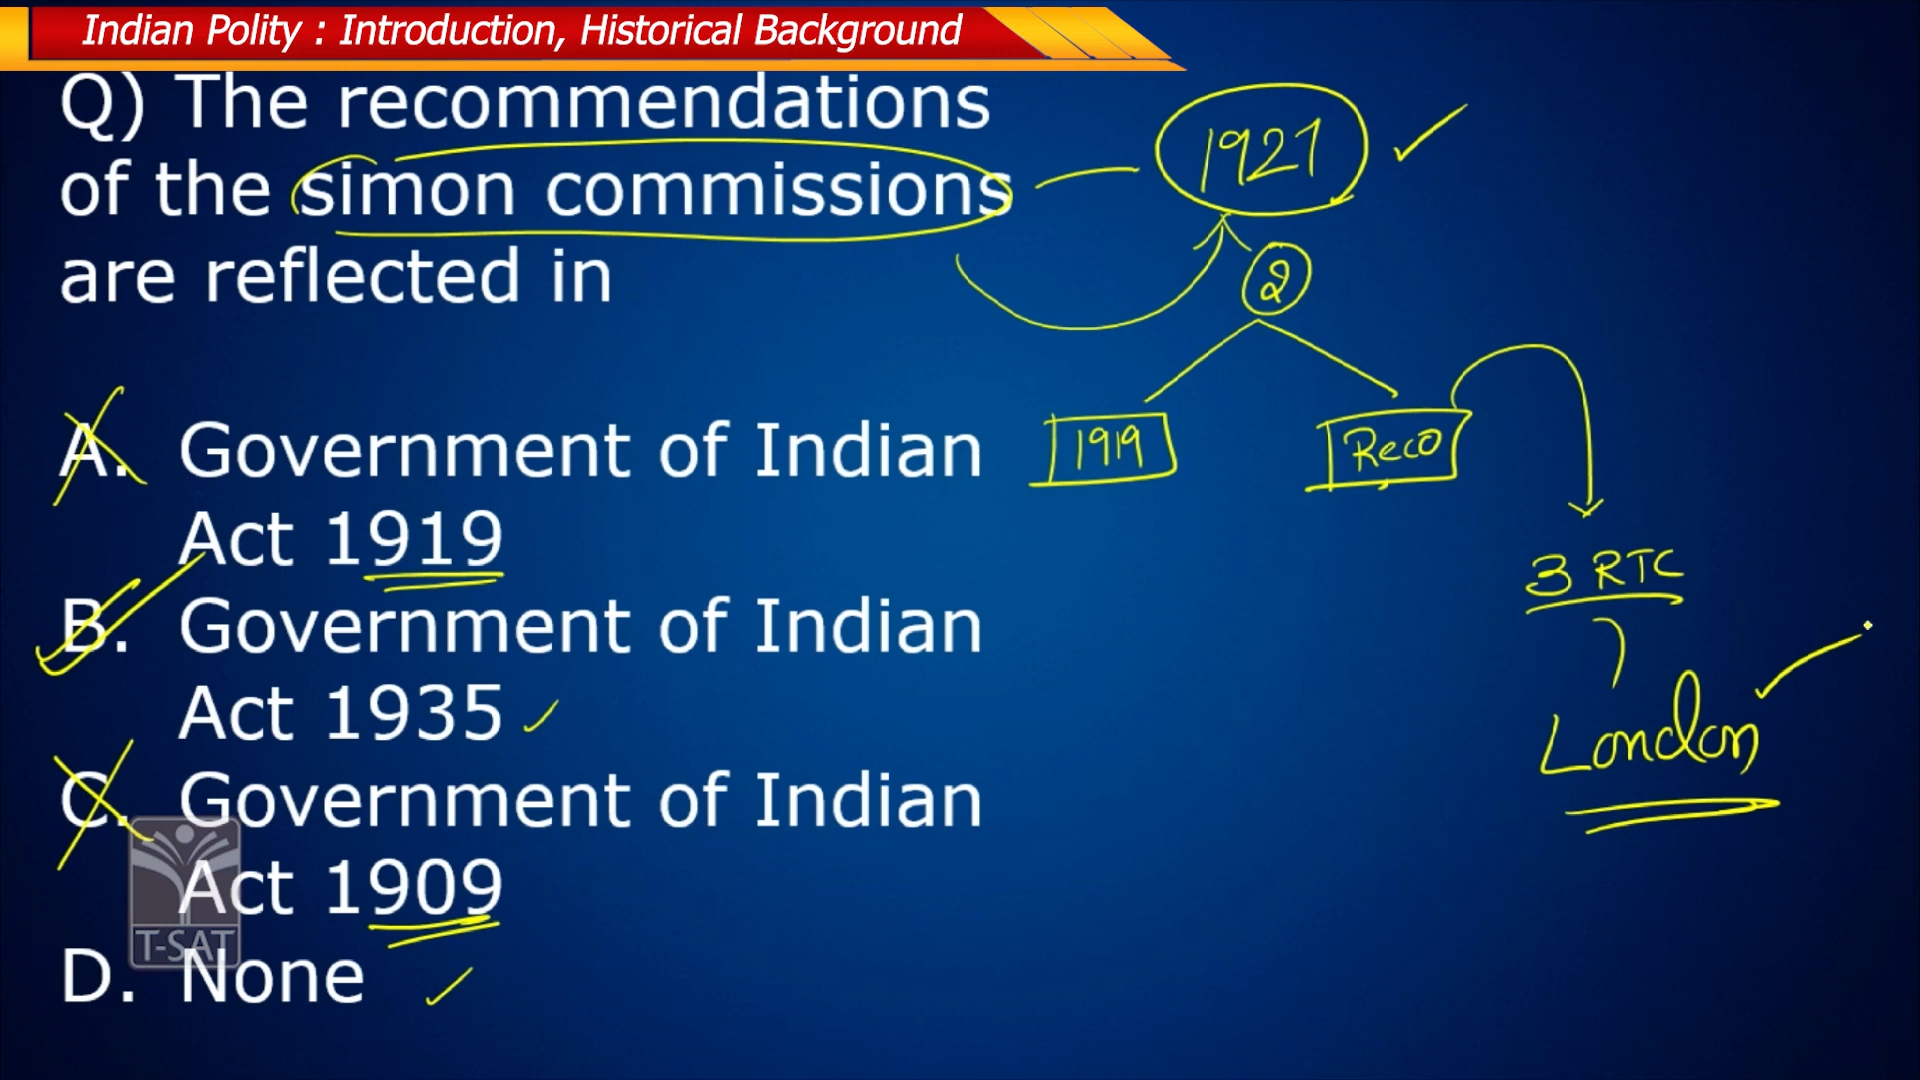 Indian Polity : Introduction, Historical Background
Q) The recommendations
of the simon commissions
are reflected in
A. Government of Indian
Act 1919
B. Government of Indian
Act 1935
C. Government of Indian
Act 1909
D. None
T-SAT
1927
2
1919
Reco
3 RTC
London